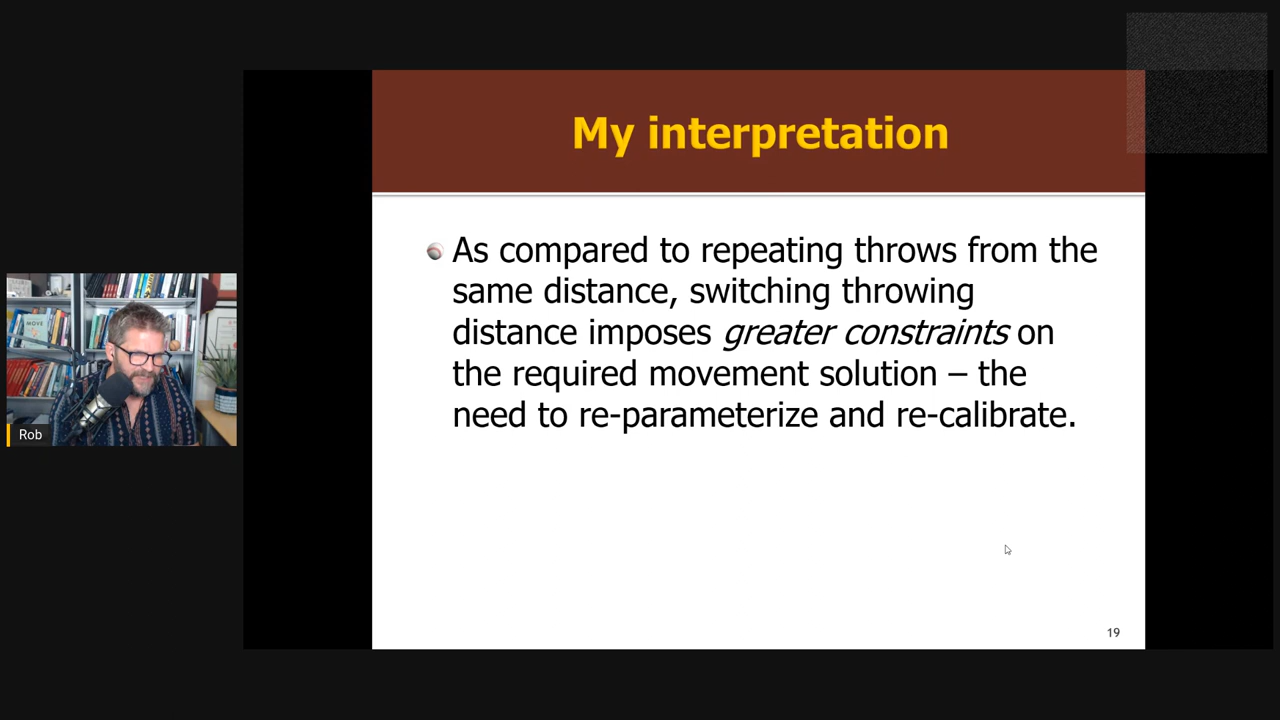 My interpretation
As compared to repeating throws from the
same distance, switching throwing
distance imposes greater constraints on
the required movement solution – the
need to re-parameterize and re-calibrate.
19
MOVE
Rob